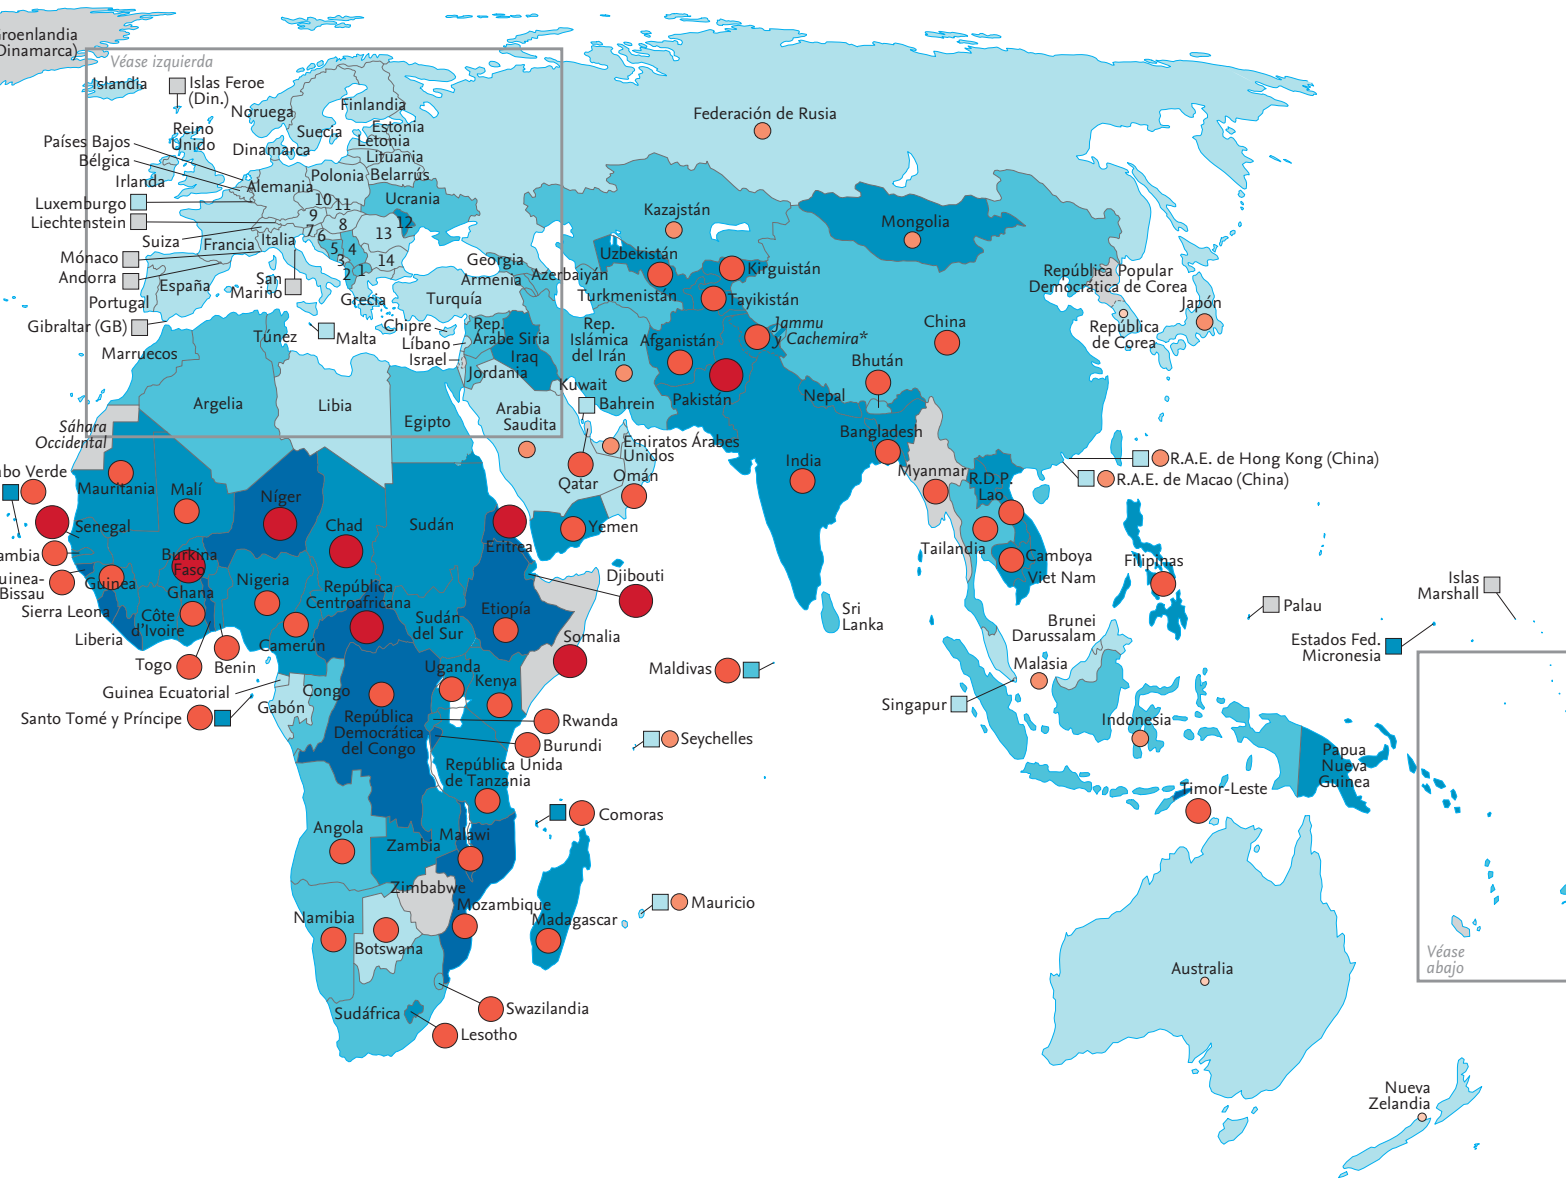 Groenlandia
(Dinamarca)
Véase izquierda
Islandia
Islas Feroe
(Din.)
Noruega
Finlandia
Suecia
Reino
Unido
Estonia
Letonia
Lituania
Belarrús
Dinamarca
Países Bajos
Bélgica
Irlanda
Luxemburgo
Liechtenstein
Suiza
Mónaco
Andorra
Portugal
Gibraltar (GB)
Marruecos
Alemania
Polonia
Ucrania
10
11
9
8
7
6
5
4
3
2
1
12
13
14
Francia
Italia
España
San
Marino
Grecia
Turquía
Georgia
Armenia
Azerbaiyán
Túnez
Malta
Chipre
Líbano
Israel
Rep.
Árabe Siria
Iraq
Jordania
Argelia
Libia
Egipto
Sáhara
Occidental
Federación de Rusia
Kazajstán
Mongolia
Uzbekistán
Kirguistán
Turkmenistán
Tayikistán
Rep.
Islámica
del Irán
Afganistán
Jammu
y Cachemira*
Pakistán
China
República Popular
Democrática de Corea
República
de Corea
Japón
Bhután
Nepal
Bangladesh
India
Myanmar
R.D.P.
Lao
Tailandia
Camboya
Viet Nam
Filipinas
R.A.E. de Hong Kong (China)
R.A.E. de Macao (China)
Kuwait
Bahrein
Arabia
Saudita
Emiratos Árabes
Unidos
Omán
Qatar
Yemen
Sri
Lanka
Maldivas
Brunei
Darussalam
Malasia
Singapur
Indonesia
Timor-Leste
Papua
Nueva
Guinea
Palau
Islas
Marshall
Estados Fed.
Micronesia
Cabo Verde
Mauritania
Malí
Níger
Chad
Sudán
Eritrea
Djibouti
Senegal
Gambia
Guinea-
Bissau
Guinea
Sierra Leona
Liberia
Côte
d'Ivoire
Burkina
Faso
Ghana
Togo
Benin
Nigeria
Camerún
República
Centroafricana
Sudán
del Sur
Etiopía
Somalia
Guinea Ecuatorial
Santo Tomé y Príncipe
Gabón
Congo
República
Democrática
del Congo
Uganda
Kenya
Rwanda
Burundi
República Unida
de Tanzania
Seychelles
Comoras
Angola
Zambia
Malawi
Zimbabwe
Mozambique
Madagascar
Mauricio
Namibia
Botswana
Swazilandia
Lesotho
Sudáfrica
Australia
Nueva
Zelandia
Véase
abajo